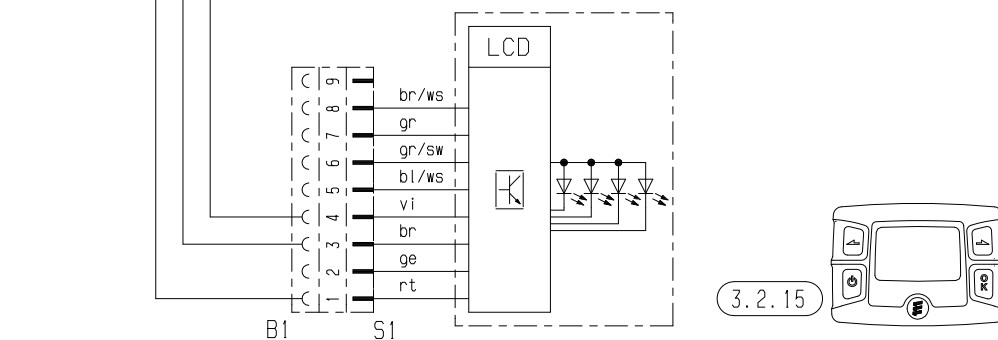 LCD
9
8 br/ws
7 gr
6 gr/sw
5 bl/ws
4 vi
3 br
2 ge
1 rt
B1 S1
3.2.15
OK